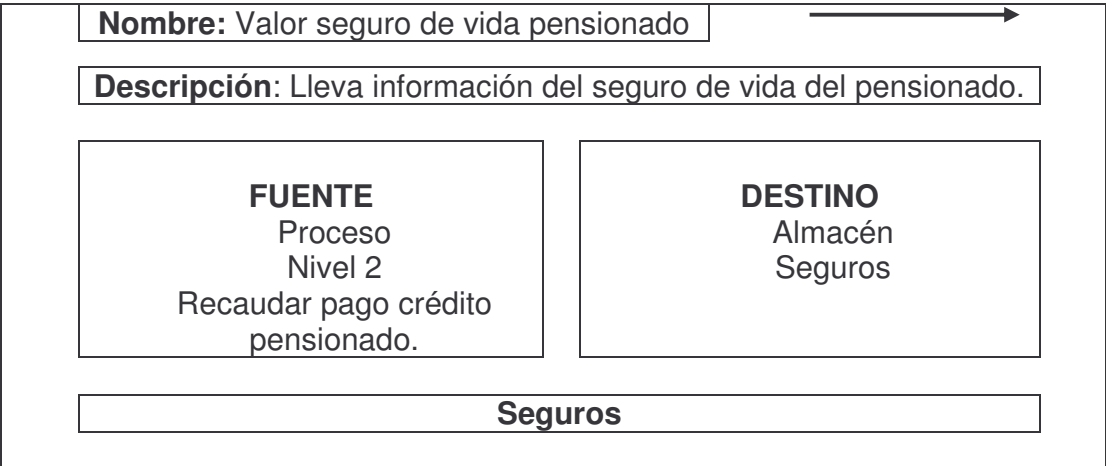 Nombre: Valor seguro de vida pensionado
Descripción: Lleva información del seguro de vida del pensionado.
FUENTE
Proceso
Nivel 2
Recaudar pago crédito
pensionado.
DESTINO
Almacén
Seguros
Seguros